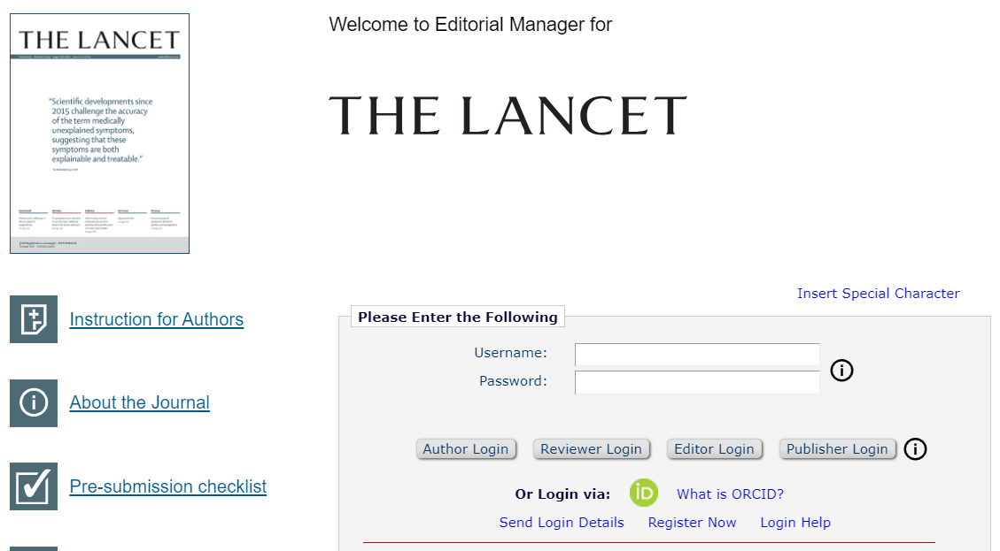 THE LANCET
"Scientific developments since
2015 challenge the accuracy
of the term medically
unexplained symptoms,
suggesting that these
symptoms are both
explainable and treatable."
Instruction for Authors
About the Journal
Pre-submission checklist
Welcome to Editorial Manager for
THE LANCET
Insert Special Character
Please Enter the Following
Username:
Password:
Author Login Reviewer Login Editor Login Publisher Login
Or Login via: iD What is ORCID?
Send Login Details Register Now Login Help